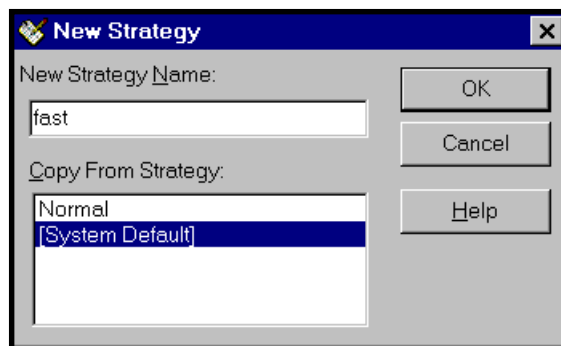 New Strategy
New Strategy Name:
OK
fast
Cancel
Copy From Strategy:
Normal
[System Default]
Help